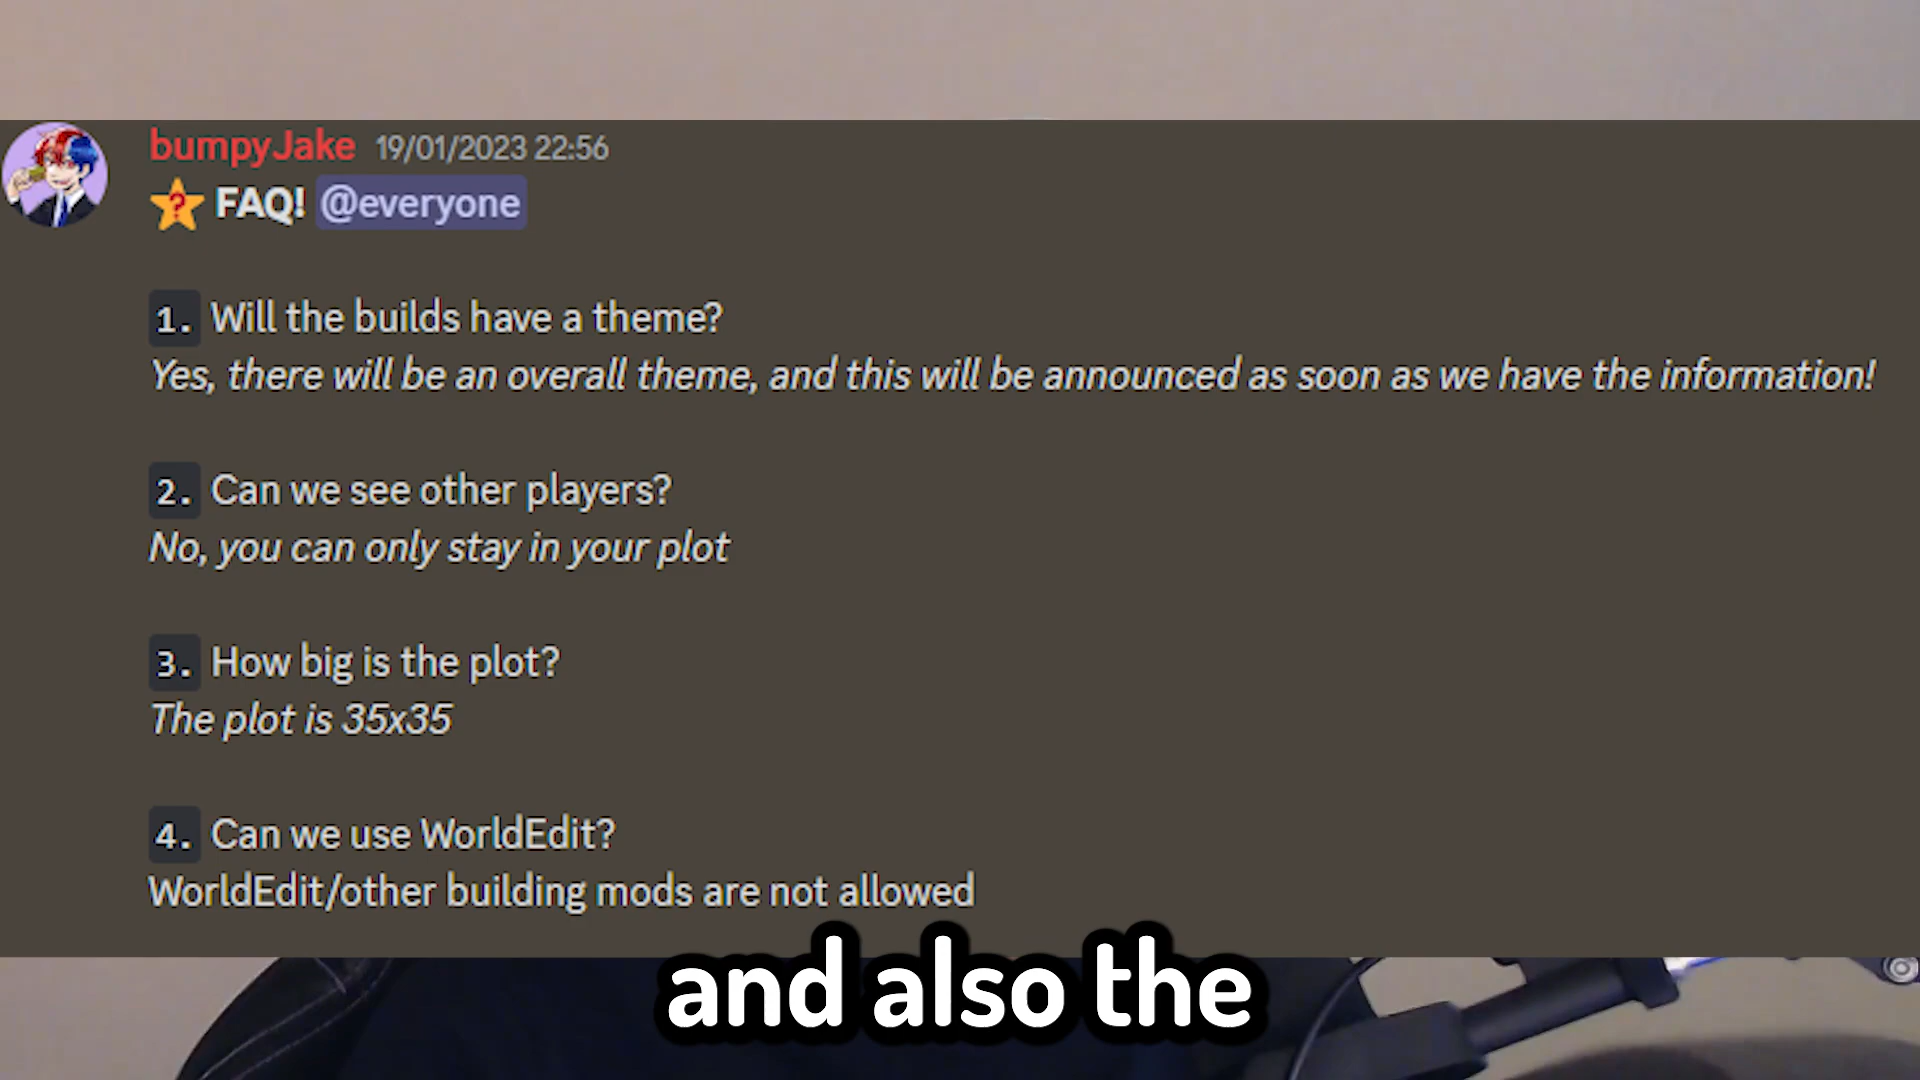 bumpyJake 19/01/2023 22:56
? FAQ! @everyone
1. Will the builds have a theme?
Yes, there will be an overall theme, and this will be announced as soon as we have the information!
2. Can we see other players?
No, you can only stay in your plot
3. How big is the plot?
The plot is 35x35
4. Can we use WorldEdit?
WorldEdit/other building mods are not allowed
and also the